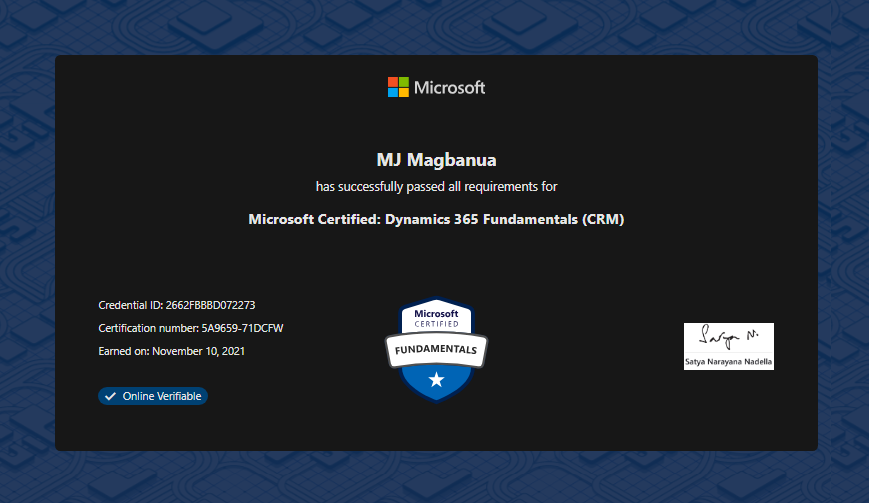 Microsoft
MJ Magbanua
has successfully passed all requirements for
Microsoft Certified: Dynamics 365 Fundamentals (CRM)
Credential ID: 2662FBBBD072273
Certification number: 5A9659-71DCFW
Earned on: November 10, 2021
Online Verifiable
Microsoft
CERTIFIED
FUNDAMENTALS
Satya N.
Satya Narayana Nadella